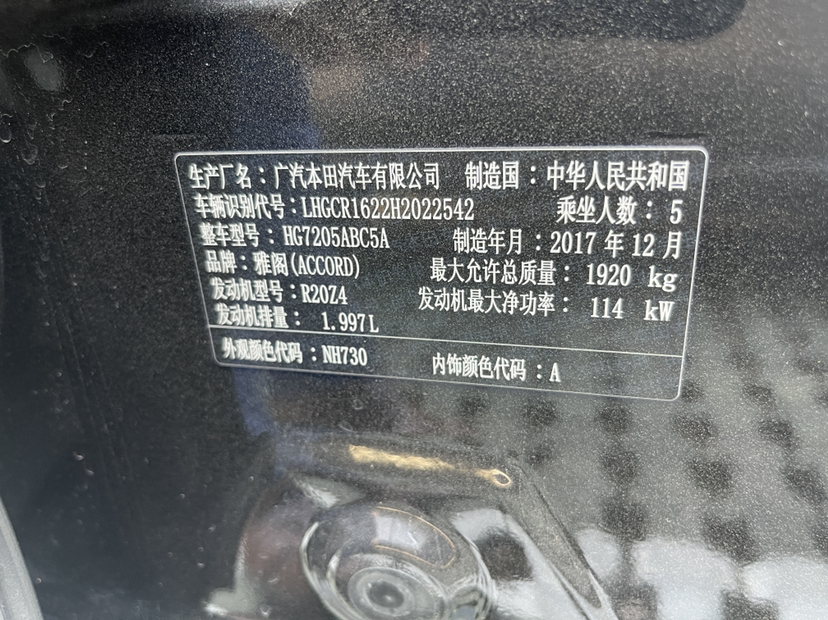 生产厂名：广汽本田汽车有限公司 制造国：中华人民共和国
车辆识别代号：LHGCR1622H2022542 乘坐人数：5
整车型号：HG7205ABC5A 制造年月：2017 年 12 月
品牌：雅阁(ACCORD) 最大允许总质量：1920 kg
发动机型号：R20Z4 发动机最大净功率：114 kW
发动机排量：1.997L
外观颜色代码：NH730 内饰颜色代码：A